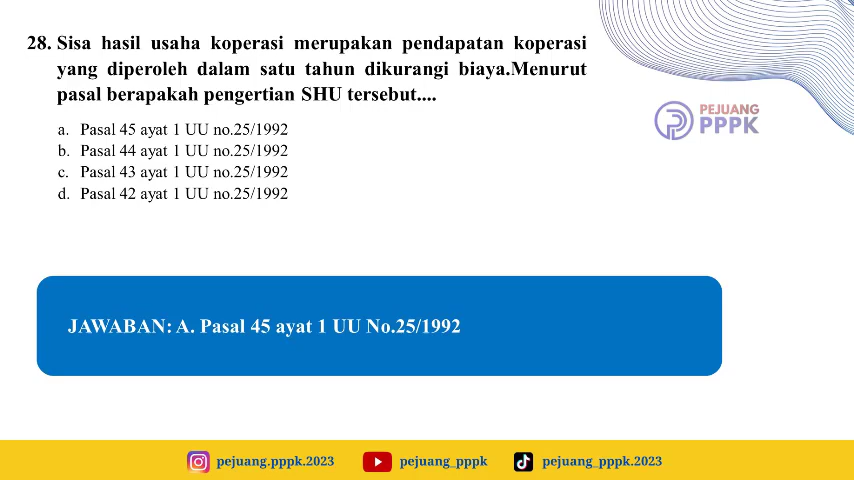 28. Sisa hasil usaha koperasi merupakan pendapatan koperasi
yang diperoleh dalam satu tahun dikurangi biaya.Menurut
pasal berapakah pengertian SHU tersebut....
a. Pasal 45 ayat 1 UU no.25/1992
b. Pasal 44 ayat 1 UU no.25/1992
c. Pasal 43 ayat 1 UU no.25/1992
d. Pasal 42 ayat 1 UU no.25/1992
PEJUANG
PPPK
JAWABAN: A. Pasal 45 ayat 1 UU No.25/1992
pejuang.pppk.2023 pejuang_pppk pejuang_pppk.2023